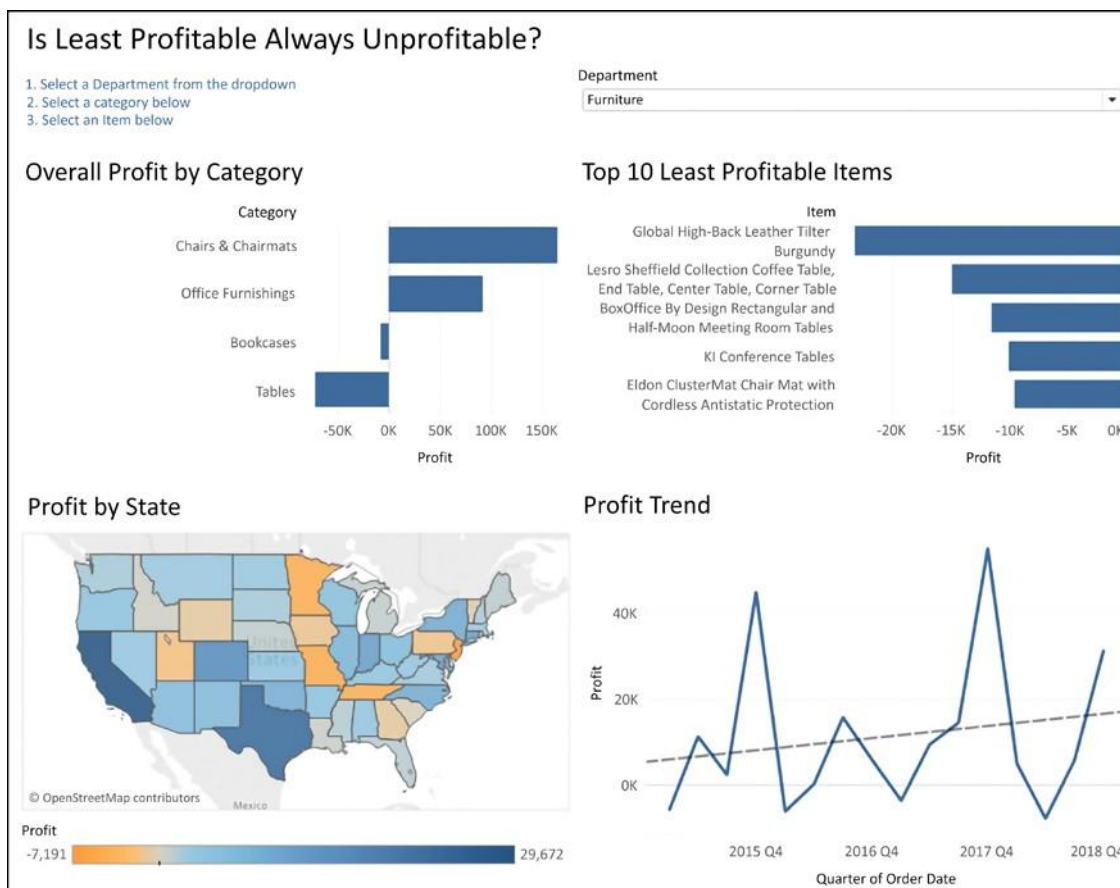 Is Least Profitable Always Unprofitable?
1. Select a Department from the dropdown
2. Select a category below
3. Select an Item below
Department
Furniture
Overall Profit by Category
Category
Chairs & Chairmats
Office Furnishings
Bookcases
Tables
-50K 0K 50K 100K 150K
Profit
Top 10 Least Profitable Items
Item
Global High-Back Leather Tilter
Burgundy
Lesro Sheffield Collection Coffee Table,
End Table, Center Table, Corner Table
BoxOffice By Design Rectangular and
Half-Moon Meeting Room Tables
KI Conference Tables
Eldon ClusterMat Chair Mat with
Cordless Antistatic Protection
-20K -15K -10K -5K 0K
Profit
Profit by State
United
States
Mexico
© OpenStreetMap contributors
Profit
-7,191 29,672
Profit Trend
Profit
40K
20K
0K
2015 Q4 2016 Q4 2017 Q4 2018 Q4
Quarter of Order Date